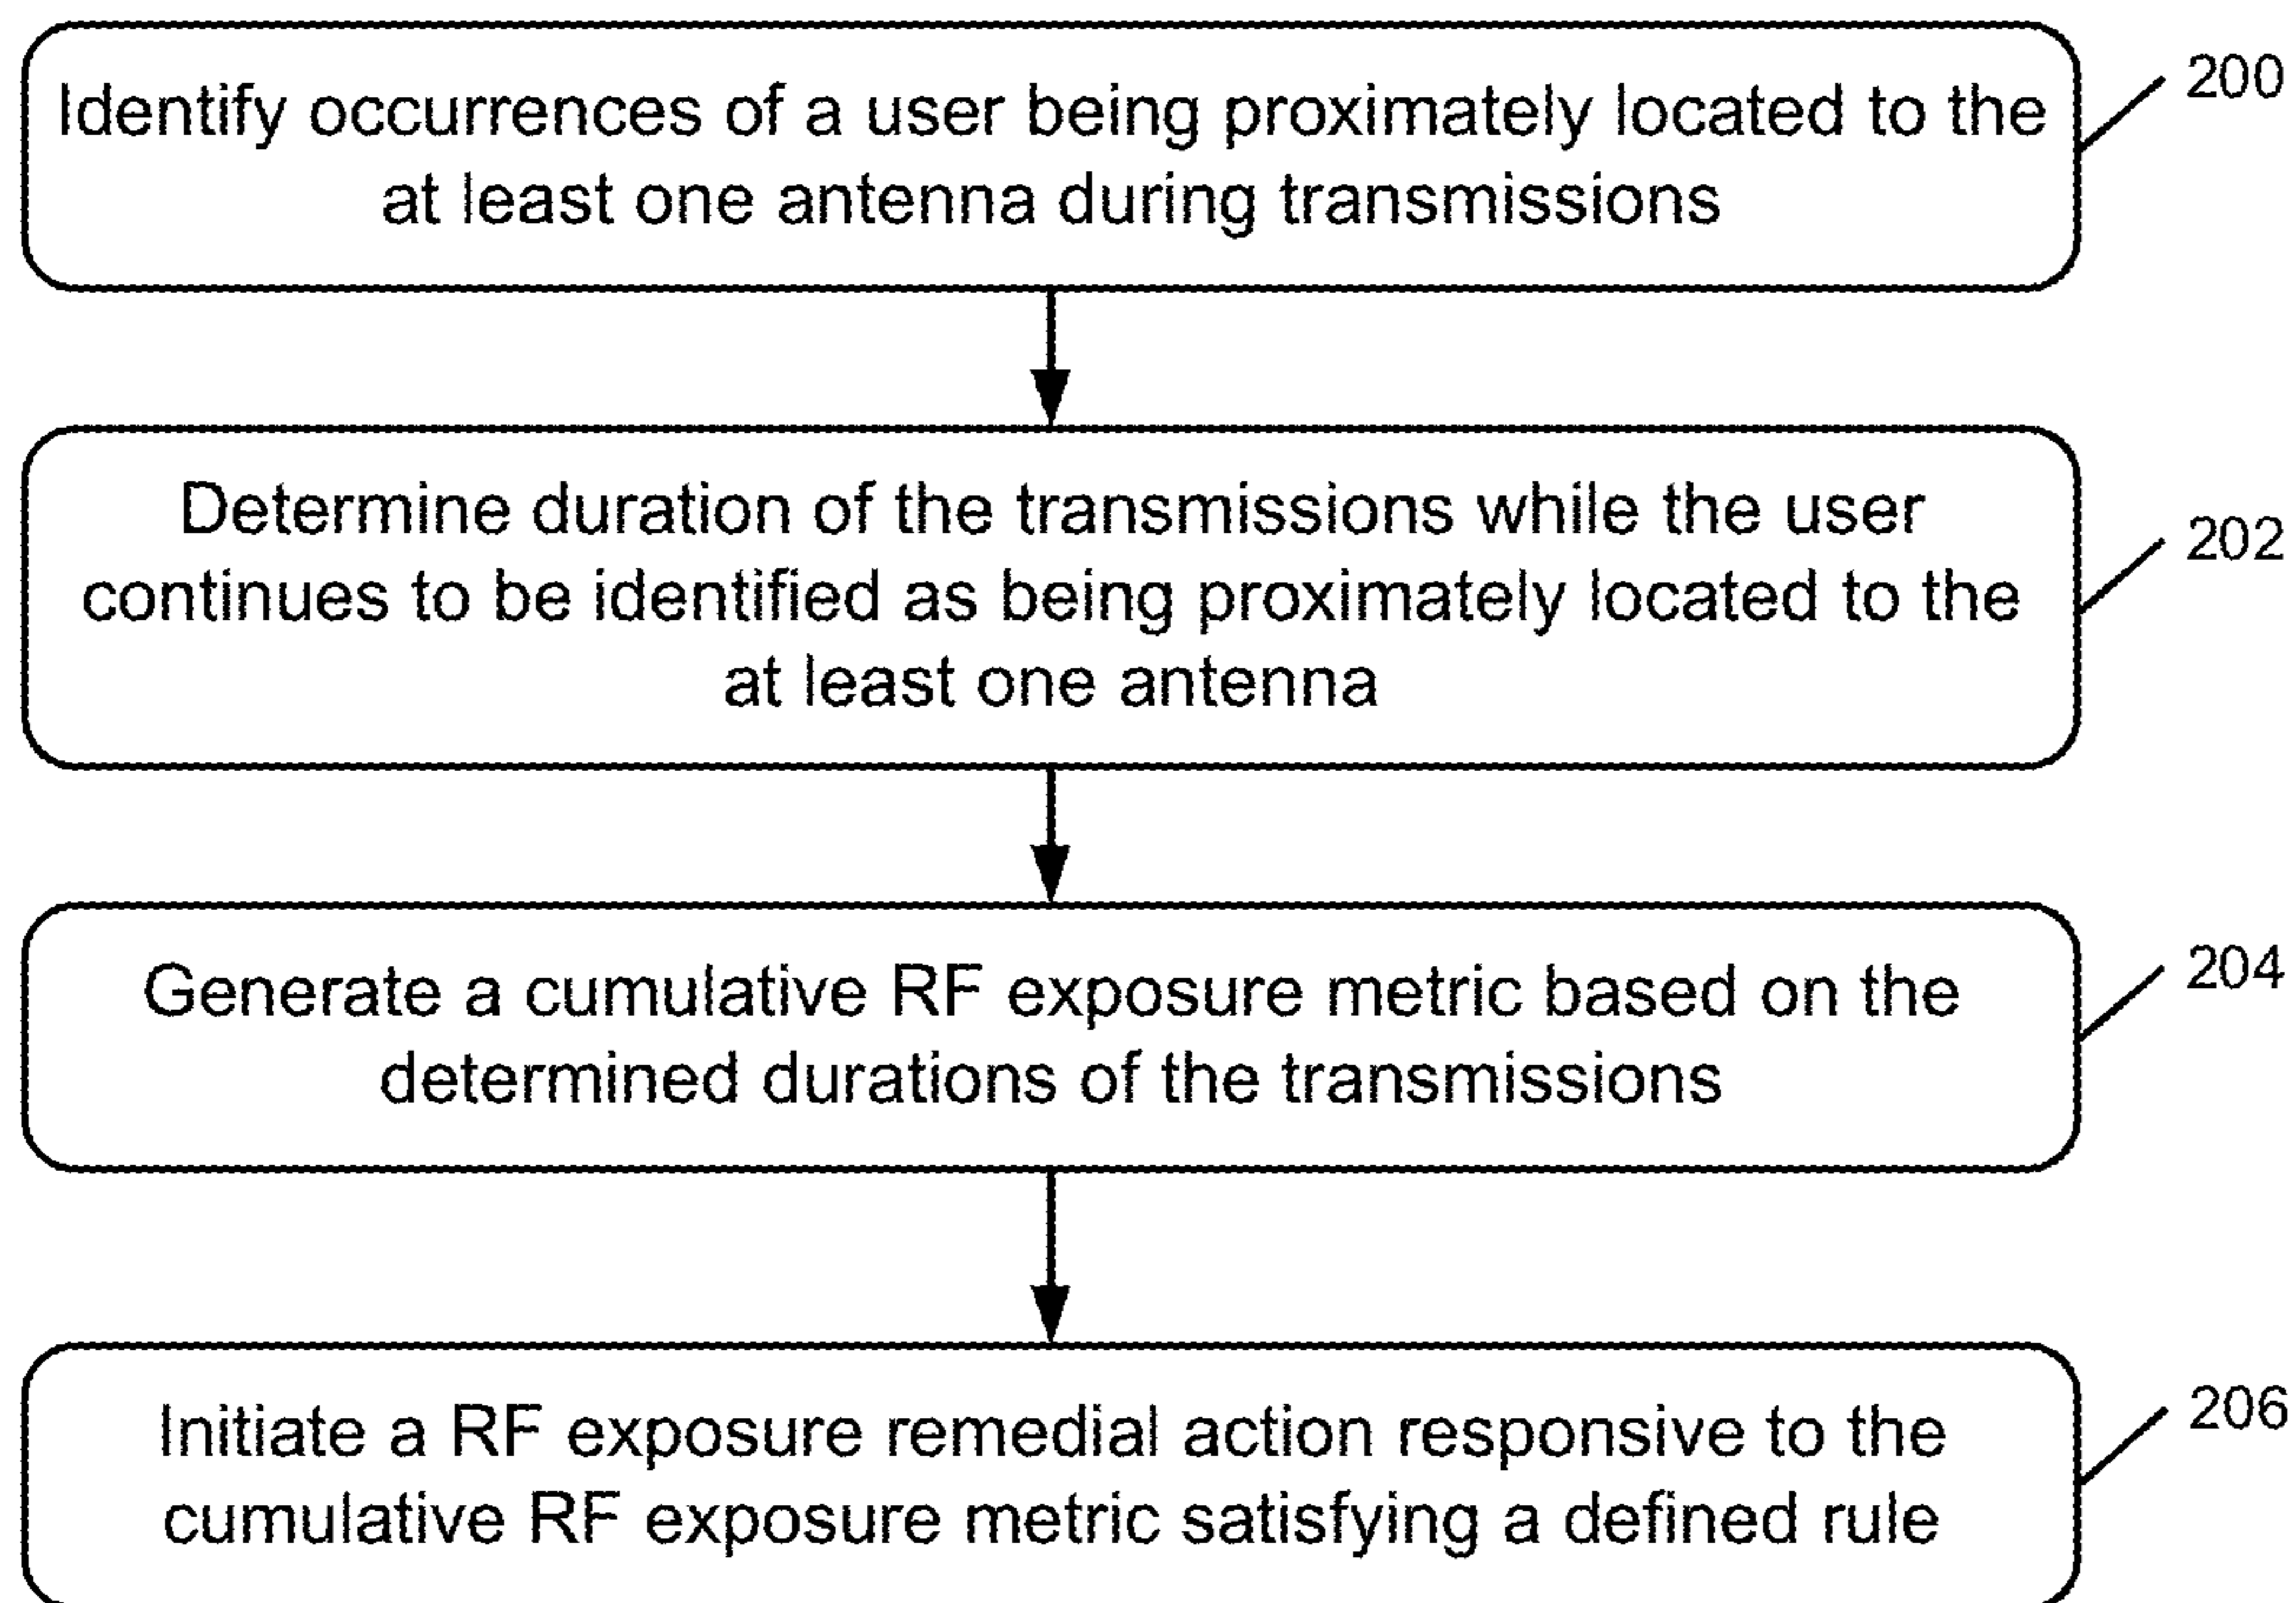 Identify occurrences of a user being proximately located to the
at least one antenna during transmissions
200
Determine duration of the transmissions while the user
continues to be identified as being proximately located to the
at least one antenna
202
Generate a cumulative RF exposure metric based on the
determined durations of the transmissions
204
Initiate a RF exposure remedial action responsive to the
cumulative RF exposure metric satisfying a defined rule
206